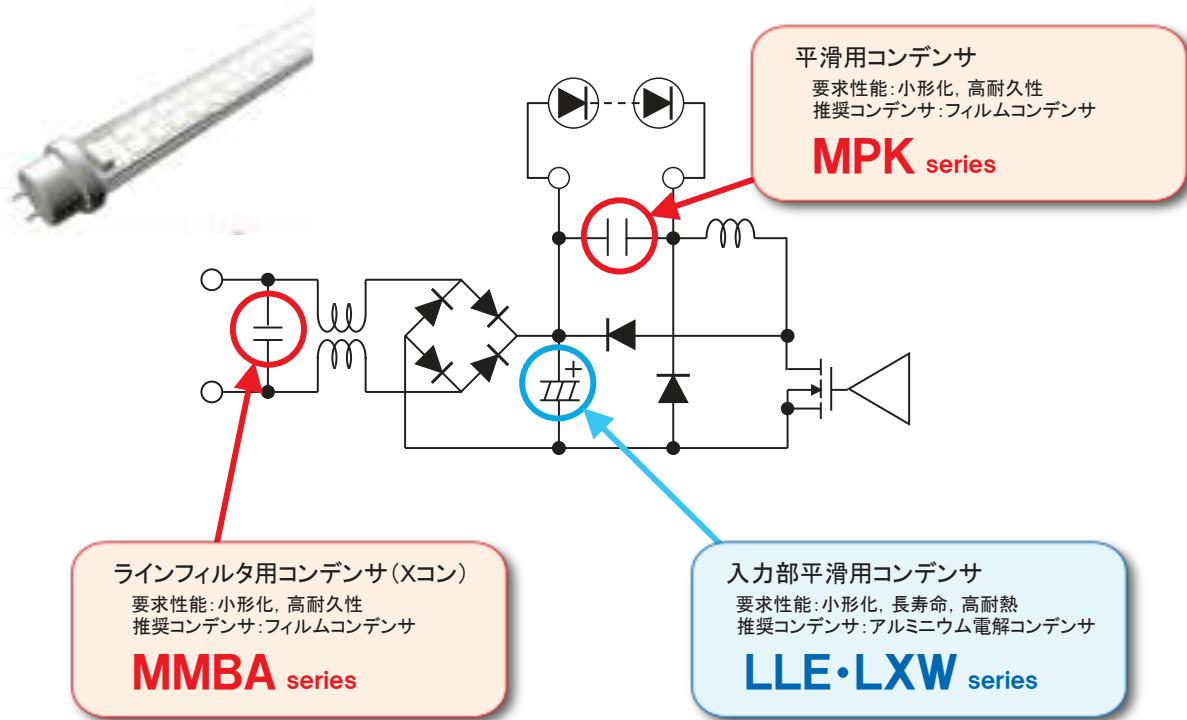 平滑用コンデンサ
要求性能:小形化, 高耐久性
推奨コンデンサ:フィルムコンデンサ
MPK series
+
ラインフィルタ用コンデンサ(Xコン)
要求性能:小形化, 高耐久性
推奨コンデンサ:フィルムコンデンサ
MMBA series
入力部平滑用コンデンサ
要求性能:小形化, 長寿命, 高耐熱
推奨コンデンサ:アルミニウム電解コンデンサ
LLE・LXW series